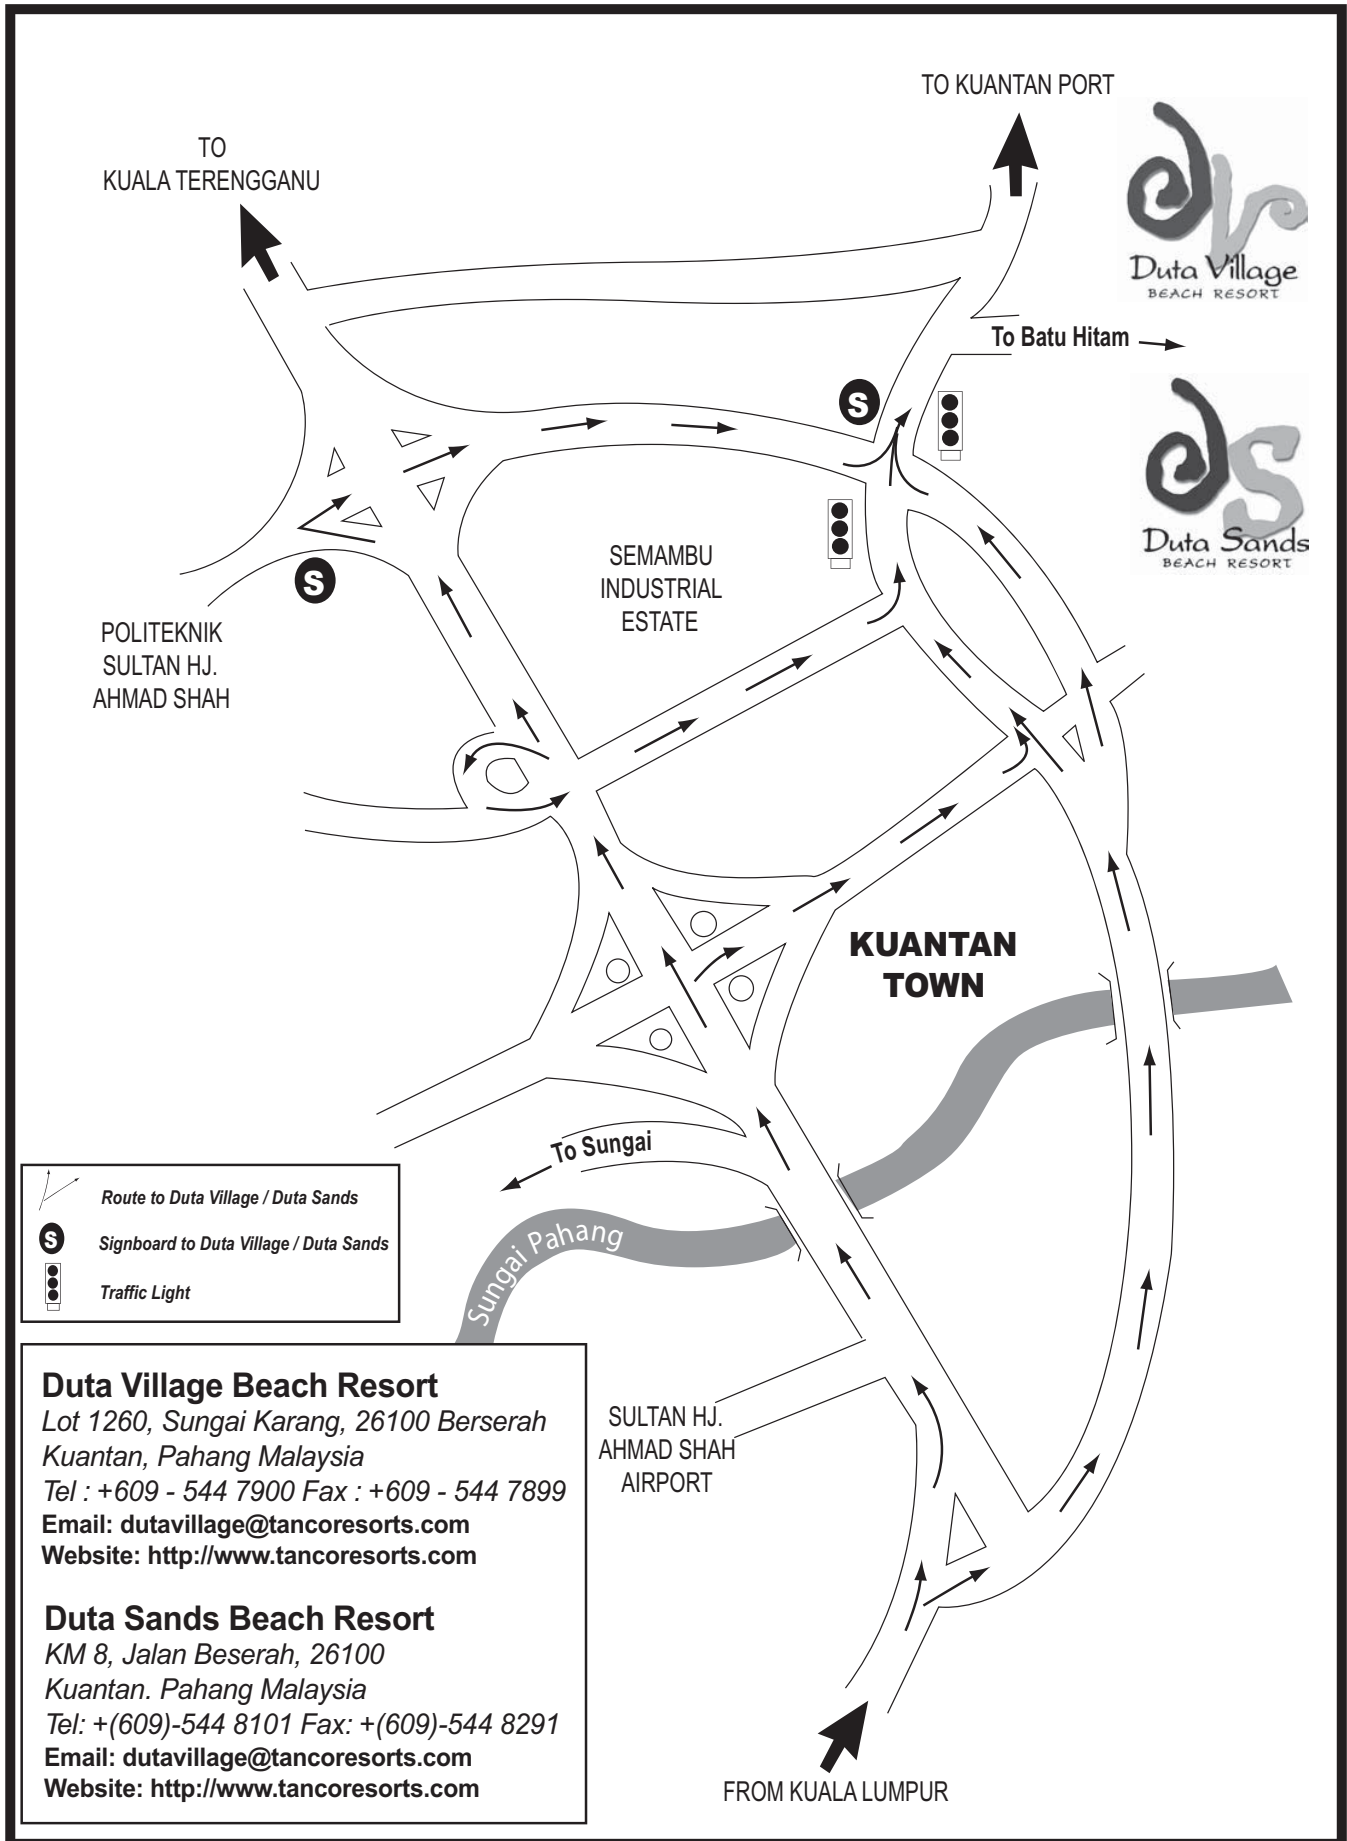 TO KUANTAN PORT
TO
KUALA TERENGGANU
Duta Village
BEACH RESORT
To Batu Hitam
S
Duta Sands
BEACH RESORT
SEMAMBU
INDUSTRIAL
ESTATE
S
POLITEKNIK
SULTAN HJ.
AHMAD SHAH
KUANTAN
TOWN
To Sungai
Sungai Pahang
Route to Duta Village / Duta Sands
S
Signboard to Duta Village / Duta Sands
Traffic Light
SULTAN HJ.
AHMAD SHAH
AIRPORT
Duta Village Beach Resort
Lot 1260, Sungai Karang, 26100 Berserah
Kuantan, Pahang Malaysia
Tel : +609 - 544 7900 Fax : +609 - 544 7899
Email: dutavillage@tancoresorts.com
Website: http://www.tancoresorts.com
Duta Sands Beach Resort
KM 8, Jalan Beserah, 26100
Kuantan. Pahang Malaysia
Tel: +(609)-544 8101 Fax: +(609)-544 8291
Email: dutavillage@tancoresorts.com
Website: http://www.tancoresorts.com
FROM KUALA LUMPUR